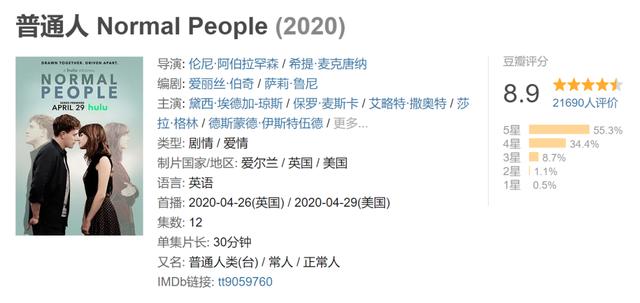 普通人 Normal People (2020)
DRAWN TOGETHER. DRIVEN APART.
a hulu original
NORMAL
PEOPLE
SERIES PREMIERE
APRIL 29 hulu
导演: 伦尼·阿伯拉罕森 / 希提·麦克唐纳
编剧: 爱丽丝·伯奇 / 萨莉·鲁尼
主演: 黛西·埃德加-琼斯 / 保罗·麦斯卡 / 艾略特·撒奥特 / 莎
拉·格林 / 德斯蒙德·伊斯特伍德 / 更多...
类型: 剧情 / 爱情
制片国家/地区: 爱尔兰 / 英国 / 美国
语言: 英语
首播: 2020-04-26(英国) / 2020-04-29(美国)
集数: 12
单集片长: 30分钟
又名: 普通人类(台) / 常人 / 正常人
IMDb链接: tt9059760
豆瓣评分
8.9
21690人评价
5星 55.3%
4星 34.4%
3星 8.7%
2星 1.1%
1星 0.5%